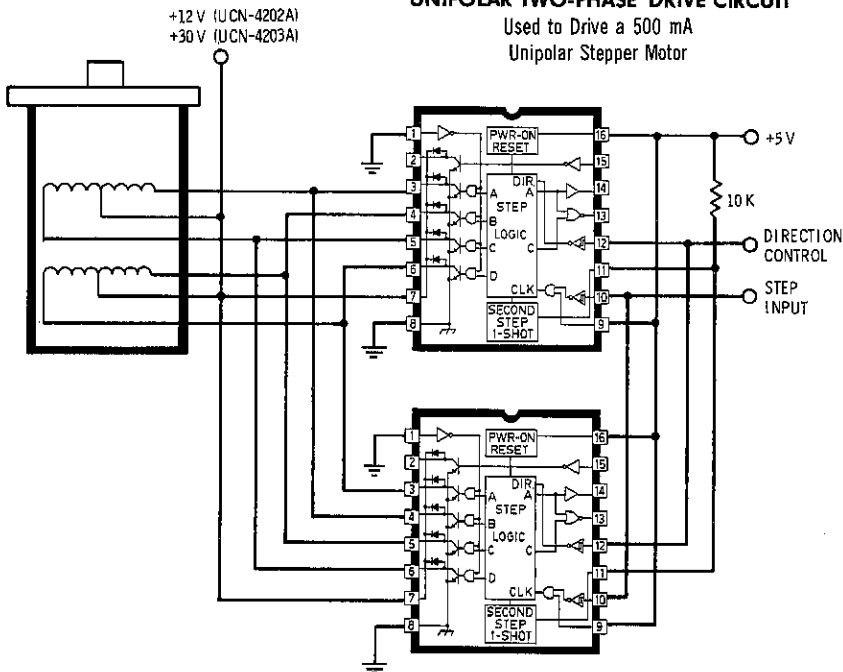 UNIPOLAR TWO-PHASE DRIVE CIRCUIT
Used to Drive a 500 mA
Unipolar Stepper Motor
+12 V (UCN-4202A)
+30 V (UCN-4203A)
1
2
3
4
5
6
7
8
PWR-ON
RESET
DIR
A
A
STEP
B
LOGIC
C
C
D
CLK
SECOND
STEP
1-SHOT
16
15
14
13
12
11
10
9
+5 V
10 K
DIRECTION
CONTROL
STEP
INPUT
1
2
3
4
5
6
7
8
PWR-ON
RESET
DIR
A
A
STEP
B
LOGIC
C
C
D
CLK
SECOND
STEP
1-SHOT
16
15
14
13
12
11
10
9